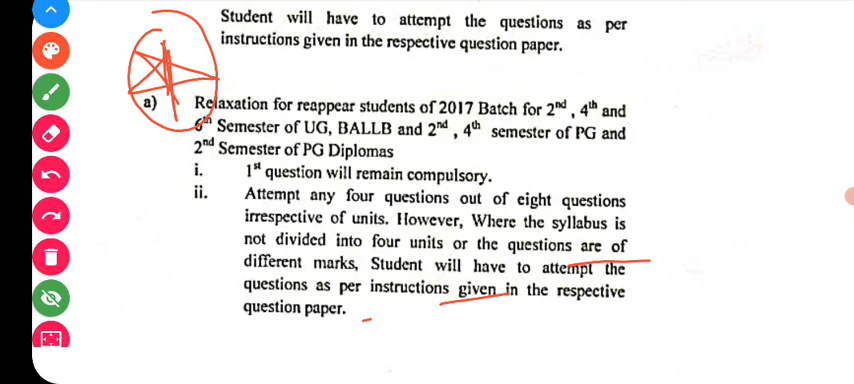 Student will have to attempt the questions as per
instructions given in the respective question paper.
a) Relaxation for reappear students of 2017 Batch for 2nd , 4th and
6th Semester of UG, BALLB and 2nd , 4th semester of PG and
2nd Semester of PG Diplomas
i. 1st question will remain compulsory.
ii. Attempt any four questions out of eight questions
irrespective of units. However, Where the syllabus is
not divided into four units or the questions are of
different marks, Student will have to attempt the
questions as per instructions given in the respective
question paper.